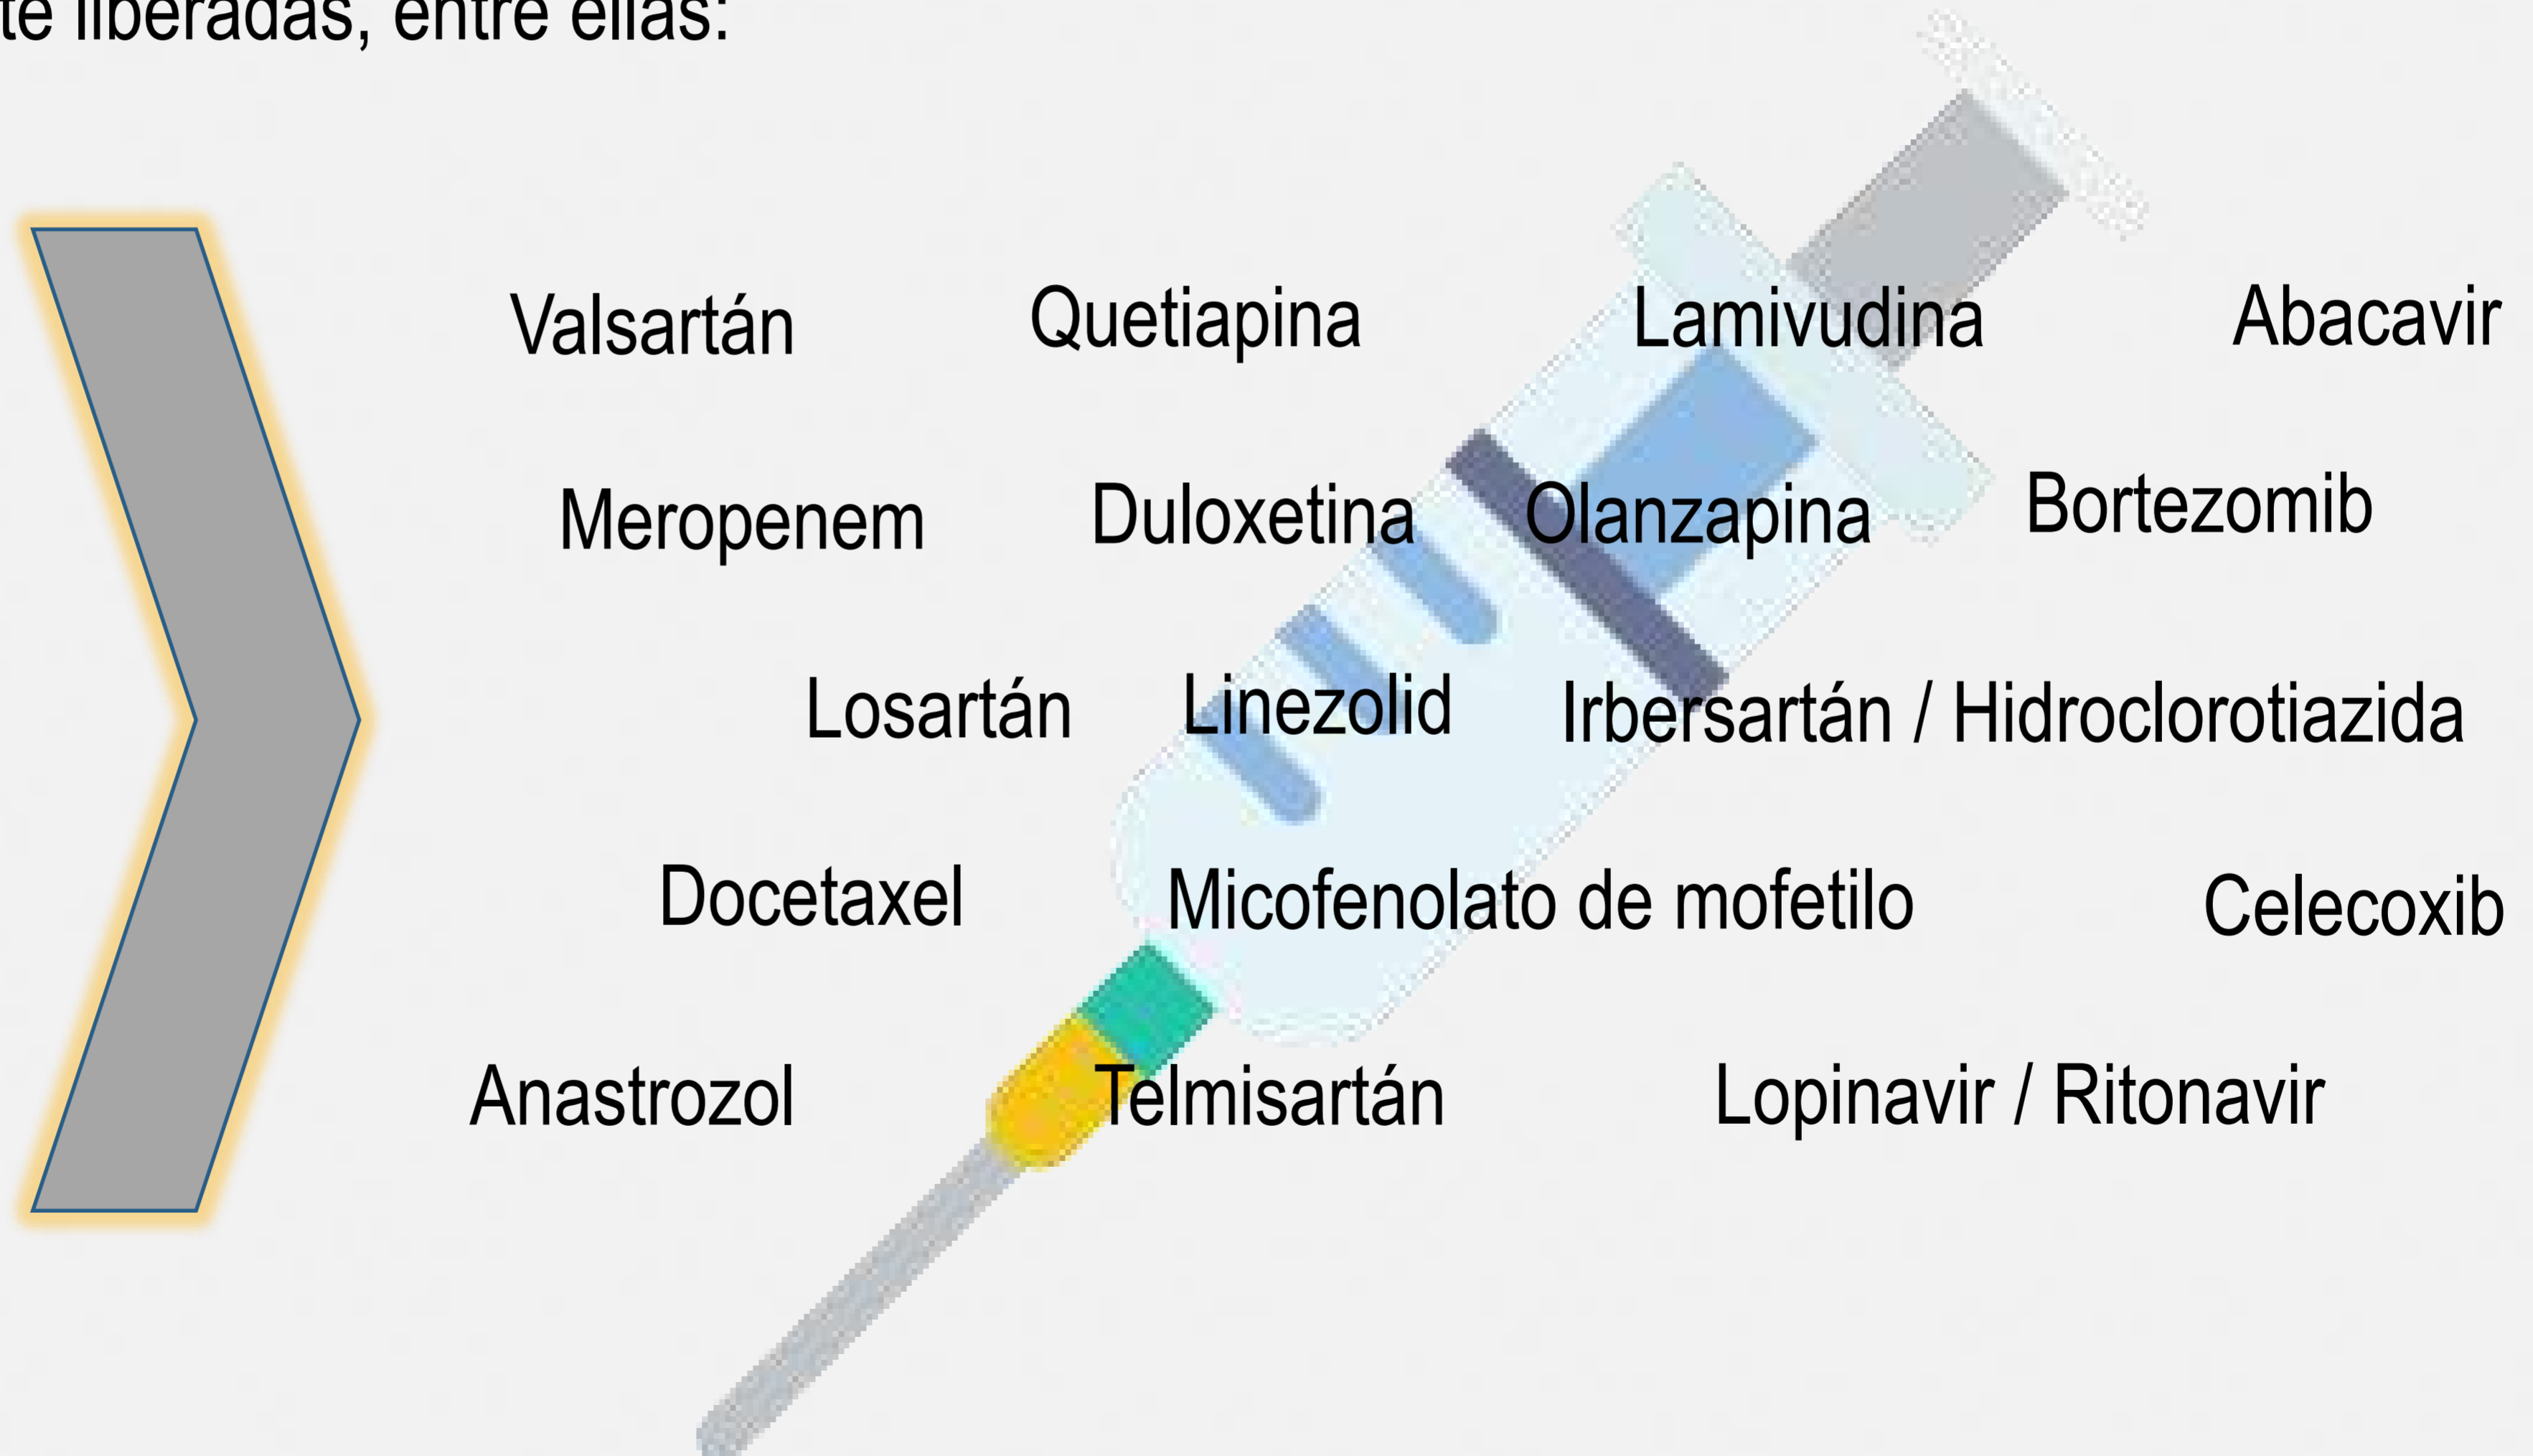 te liberadas, entre ellas:
Valsartán Quetiapina Lamivudina Abacavir
Meropenem Duloxetina Olanzapina Bortezomib
Losartán Linezolid Irbersartán / Hidroclorotiazida
Docetaxel Micofenolato de mofetilo Celecoxib
Anastrozol Telmisartán Lopinavir / Ritonavir